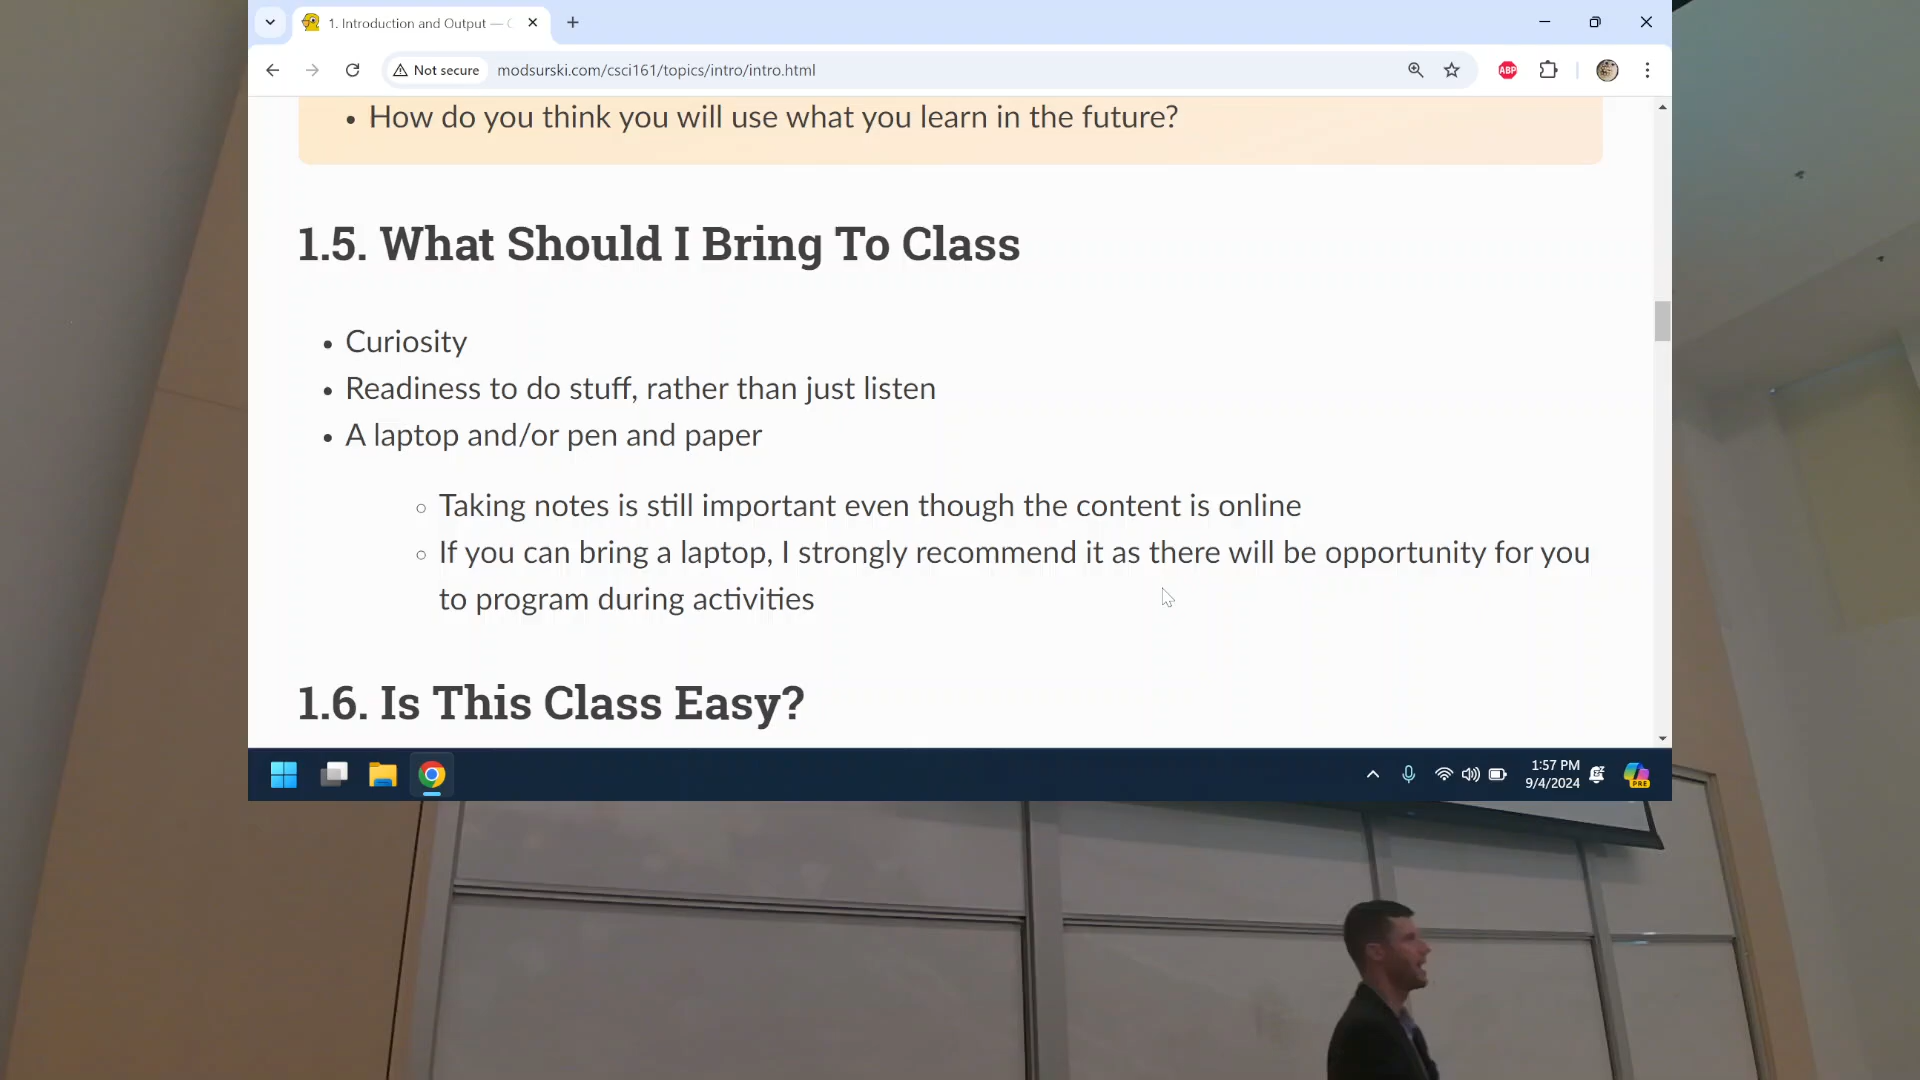 1. Introduction and Output —
Not secure
modsurski.com/csci161/topics/intro/intro.html
ABP
• How do you think you will use what you learn in the future?
1.5. What Should I Bring To Class
• Curiosity
• Readiness to do stuff, rather than just listen
• A laptop and/or pen and paper
◦ Taking notes is still important even though the content is online
◦ If you can bring a laptop, I strongly recommend it as there will be opportunity for you
to program during activities
1.6. Is This Class Easy?
1:57 PM
9/4/2024
PRE